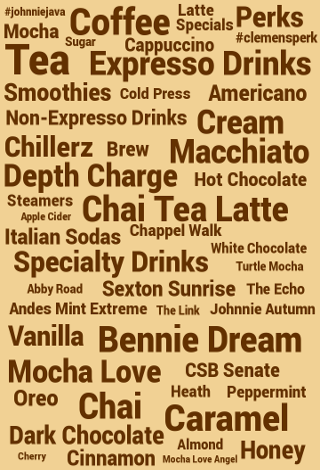 #johnniejava Coffee Latte Specials Perks
Mocha Sugar Cappuccino #clemensperk
Tea Expresso Drinks
Smoothies Cold Press Americano
Non-Expresso Drinks Cream
Chillerz Brew Macchiato
Depth Charge Hot Chocolate
Steamers
Apple Cider Chai Tea Latte
Italian Sodas Chappel Walk
White Chocolate
Specialty Drinks Turtle Mocha
Abby Road Sexton Sunrise The Echo
Andes Mint Extreme The Link Johnnie Autumn
Vanilla Bennie Dream
Mocha Love CSB Senate
Oreo Chai Heath Peppermint
Caramel
Dark Chocolate Almond
Cherry Cinnamon Mocha Love Angel Honey